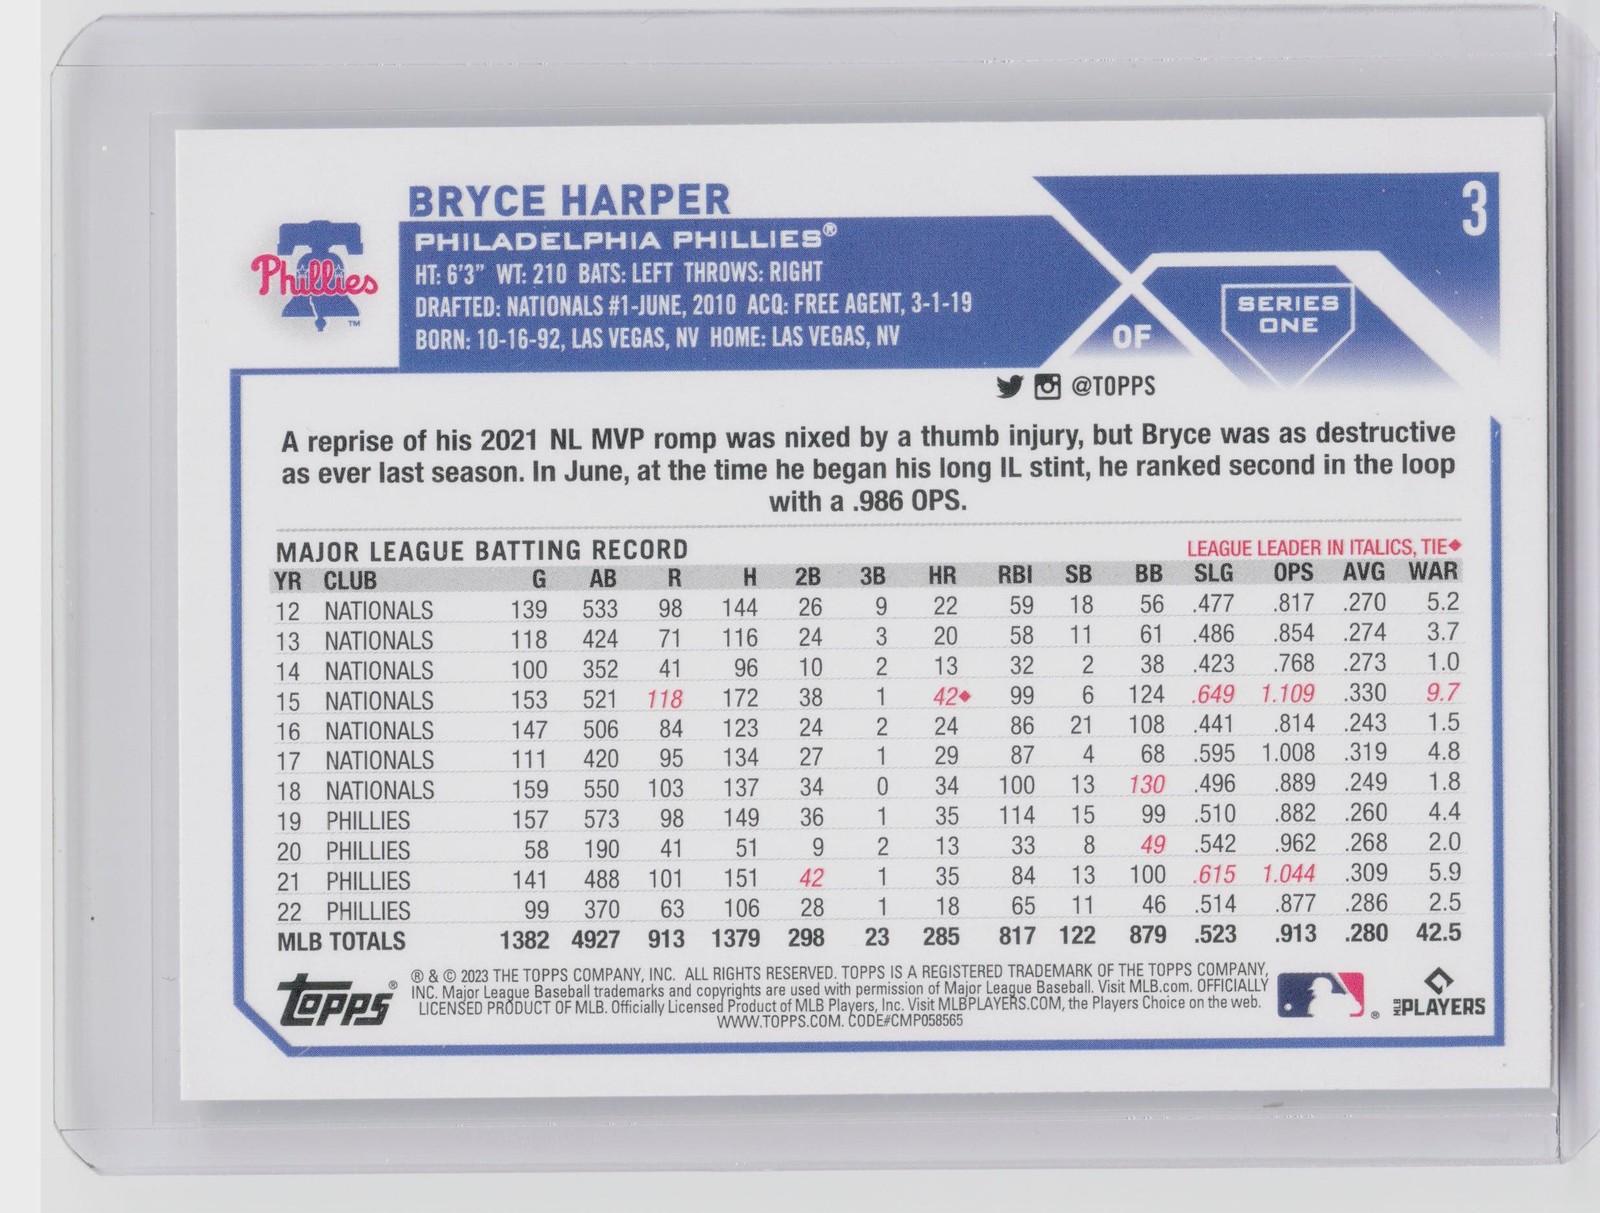 BRYCE HARPER
3
Phillies™
PHILADELPHIA PHILLIES®
HT: 6'3" WT: 210 BATS: LEFT THROWS: RIGHT
DRAFTED: NATIONALS #1-JUNE, 2010 ACQ: FREE AGENT, 3-1-19
BORN: 10-16-92, LAS VEGAS, NV HOME: LAS VEGAS, NV
OF
SERIES
ONE
@TOPPS
A reprise of his 2021 NL MVP romp was nixed by a thumb injury, but Bryce was as destructive
as ever last season. In June, at the time he began his long IL stint, he ranked second in the loop
with a .986 OPS.
MAJOR LEAGUE BATTING RECORD LEAGUE LEADER IN ITALICS, TIE◆
YR CLUB G AB R H 2B 3B HR RBI SB BB SLG OPS AVG WAR
12 NATIONALS 139 533 98 144 26 9 22 59 18 56 .477 .817 .270 5.2
13 NATIONALS 118 424 71 116 24 3 20 58 11 61 .486 .854 .274 3.7
14 NATIONALS 100 352 41 96 10 2 13 32 2 38 .423 .768 .273 1.0
15 NATIONALS 153 521 118 172 38 1 42◆ 99 6 124 .649 1.109 .330 9.7
16 NATIONALS 147 506 84 123 24 2 24 86 21 108 .441 .814 .243 1.5
17 NATIONALS 111 420 95 134 27 1 29 87 4 68 .595 1.008 .319 4.8
18 NATIONALS 159 550 103 137 34 0 34 100 13 130 .496 .889 .249 1.8
19 PHILLIES 157 573 98 149 36 1 35 114 15 99 .510 .882 .260 4.4
20 PHILLIES 58 190 41 51 9 2 13 33 8 49 .542 .962 .268 2.0
21 PHILLIES 141 488 101 151 42 1 35 84 13 100 .615 1.044 .309 5.9
22 PHILLIES 99 370 63 106 28 1 18 65 11 46 .514 .877 .286 2.5
MLB TOTALS 1382 4927 913 1379 298 23 285 817 122 879 .523 .913 .280 42.5
topps®
® & © 2023 THE TOPPS COMPANY, INC. ALL RIGHTS RESERVED. TOPPS IS A REGISTERED TRADEMARK OF THE TOPPS COMPANY,
INC. Major League Baseball trademarks and copyrights are used with permission of Major League Baseball. Visit MLB.com. OFFICIALLY
LICENSED PRODUCT OF MLB. Officially Licensed Product of MLB Players, Inc. Visit MLBPLAYERS.COM, the Players Choice on the web.
WWW.TOPPS.COM. CODE#CMP058565
®
MLB PLAYERS